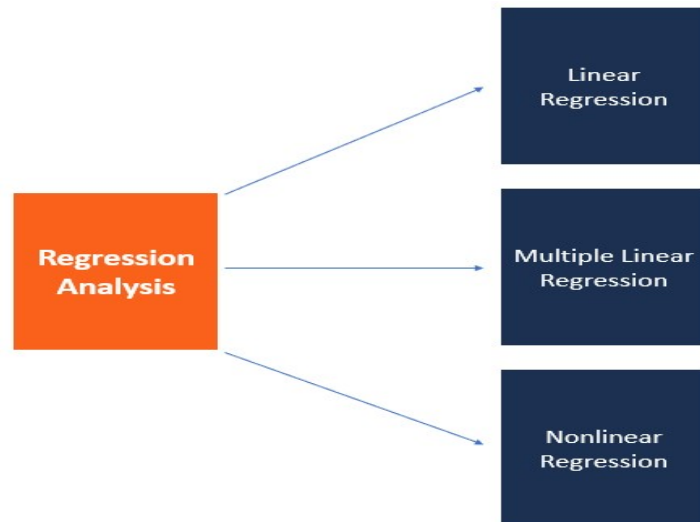 Linear
Regression
Regression
Analysis
Multiple Linear
Regression
Nonlinear
Regression